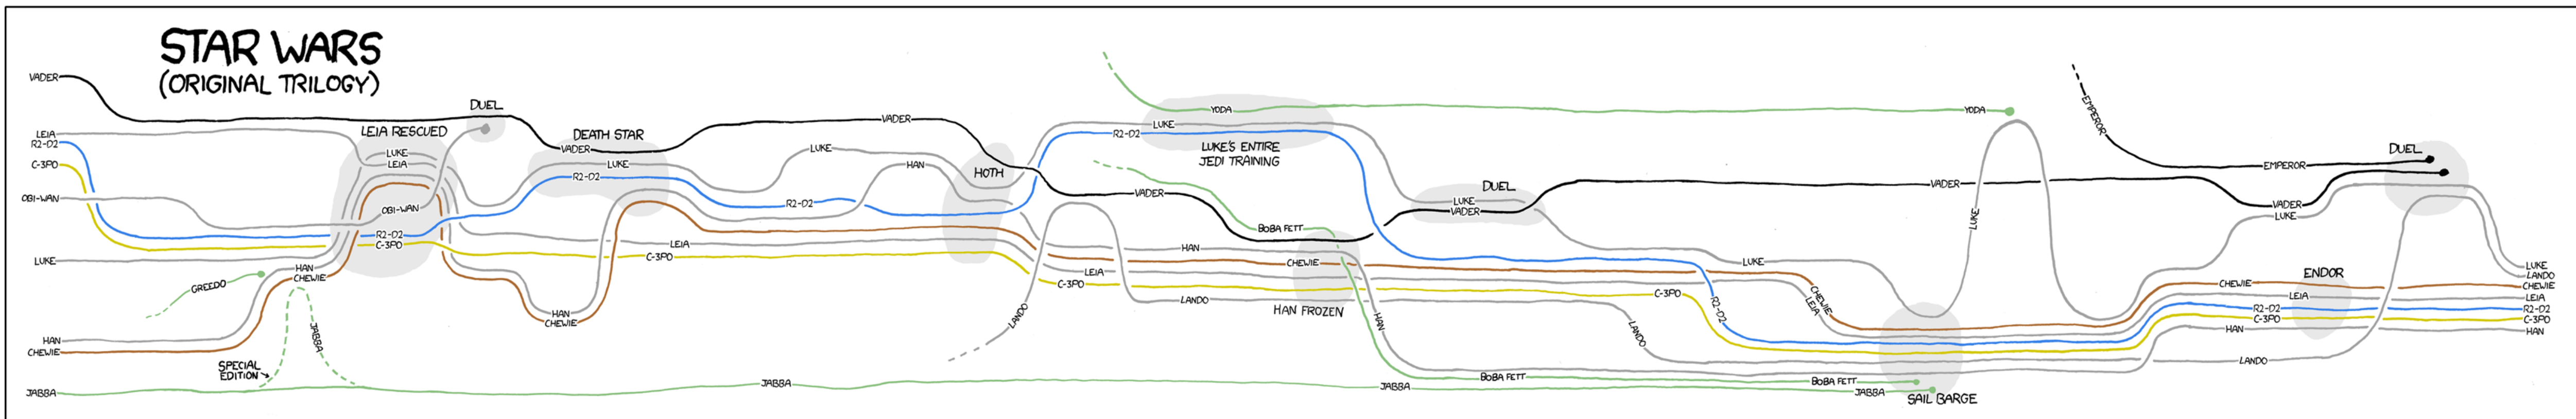 STAR WARS
(ORIGINAL TRILOGY)
VADER
LEIA
R2-D2
C-3PO
OBI-WAN
LUKE
HAN
CHEWIE
JABBA
GREEDO
SPECIAL
EDITION
JABBA
HAN
CHEWIE
LEIA RESCUED
LUKE
LEIA
OBI-WAN
R2-D2
C-3PO
DUEL
DEATH STAR
VADER
LUKE
R2-D2
HAN
CHEWIE
LEIA
C-3PO
JABBA
VADER
LUKE
HAN
R2-D2
HOTH
LANDO
YODA
LUKE
R2-D2
LUKE'S ENTIRE
JEDI TRAINING
VADER
BOBA FETT
HAN
CHEWIE
LEIA
C-3PO
LANDO
HAN FROZEN
HAN
JABBA
DUEL
LUKE
VADER
BOBA FETT
C-3PO
R2-D2
LANDO
LUKE
CHEWIE
LEIA
BOBA FETT
JABBA
SAIL BARGE
YODA
VADER
LUKE
EMPEROR
EMPEROR
VADER
LUKE
DUEL
ENDOR
CHEWIE
LEIA
R2-D2
C-3PO
HAN
LANDO
LUKE
LANDO
CHEWIE
LEIA
R2-D2
C-3PO
HAN